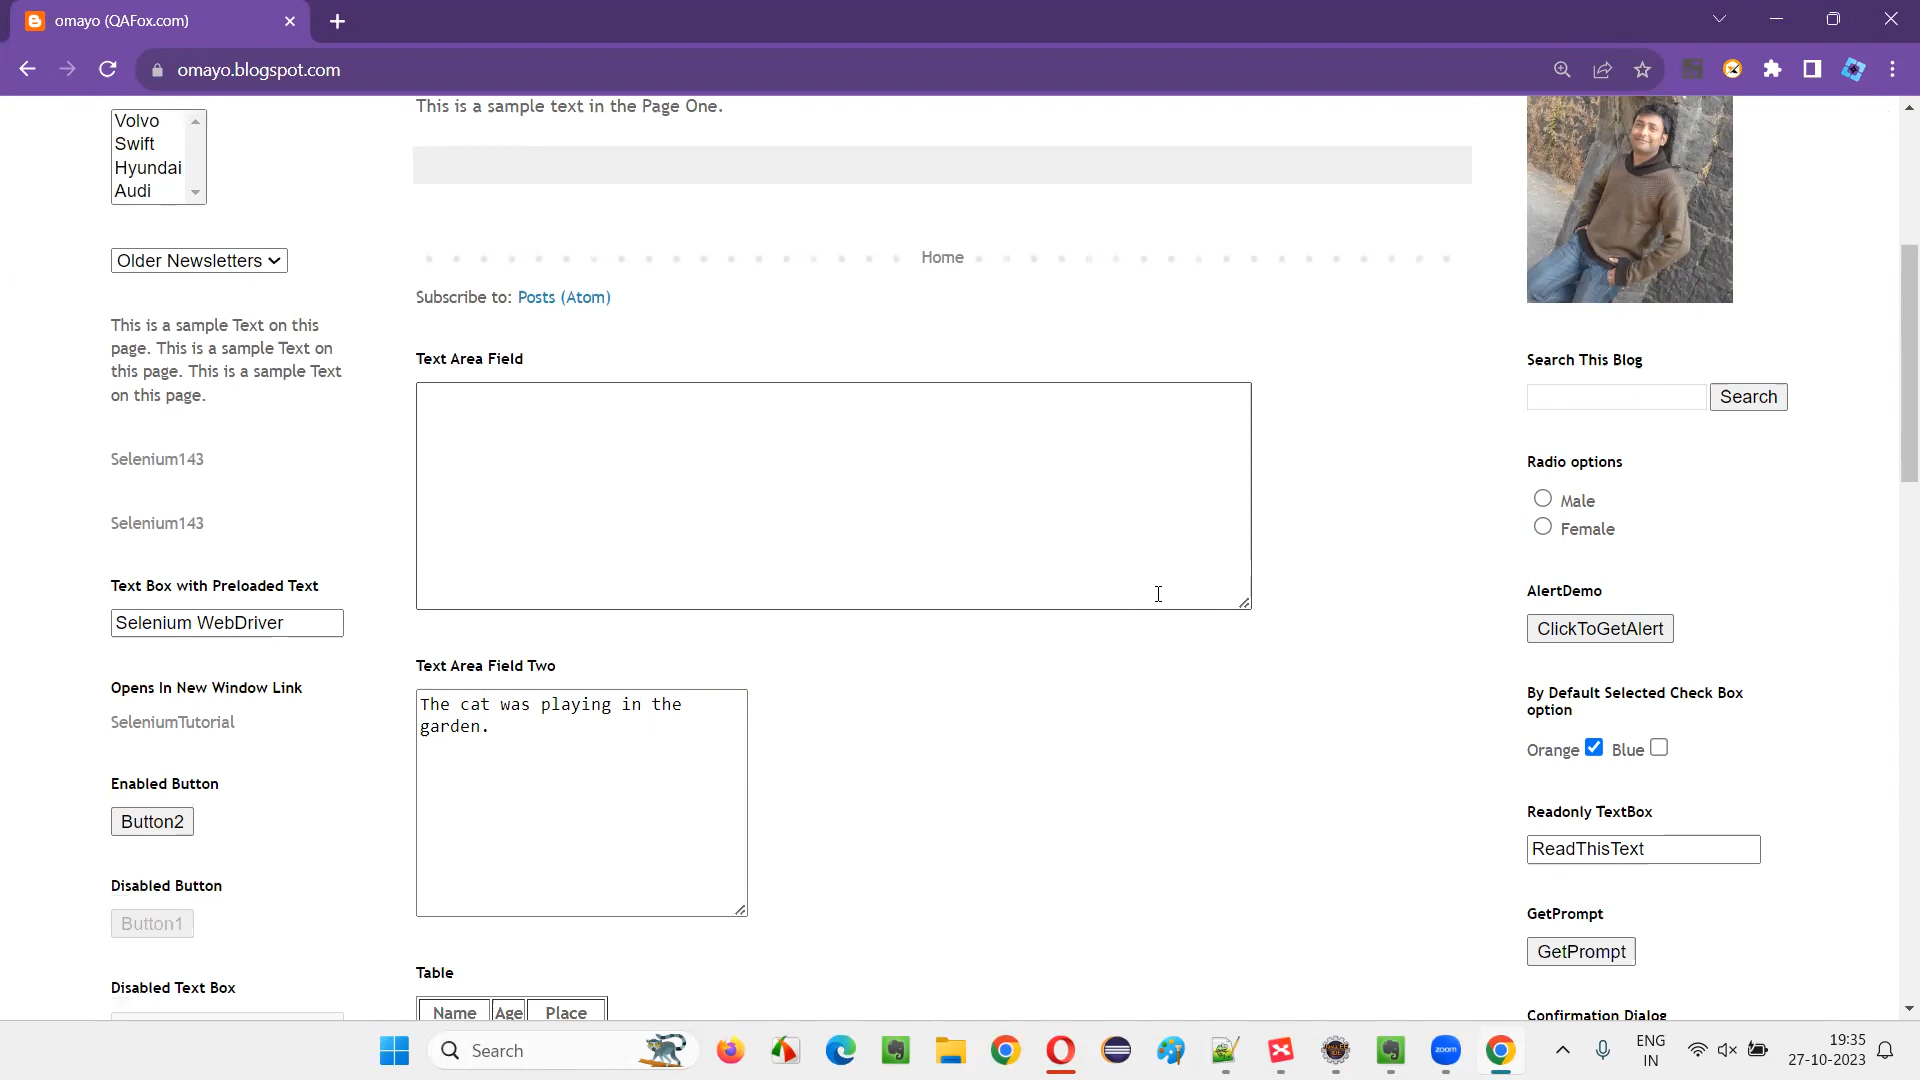 omayo (QAFox.com)
omayo.blogspot.com
Volvo
Swift
Hyundai
Audi
Older Newsletters
This is a sample Text on this
page. This is a sample Text on
this page. This is a sample Text
on this page.
Selenium143
Selenium143
Text Box with Preloaded Text
Selenium WebDriver
Opens In New Window Link
SeleniumTutorial
Enabled Button
Button2
Disabled Button
Button1
Disabled Text Box
This is a sample text in the Page One.
Home
Subscribe to: Posts (Atom)
Text Area Field
Text Area Field Two
The cat was playing in the
garden.
Table
Name Age Place
Search This Blog
Search
Radio options
Male
Female
AlertDemo
ClickToGetAlert
By Default Selected Check Box
option
Orange Blue
Readonly TextBox
ReadThisText
GetPrompt
GetPrompt
Confirmation Dialog
Search
zoom
ENG
IN
19:35
27-10-2023